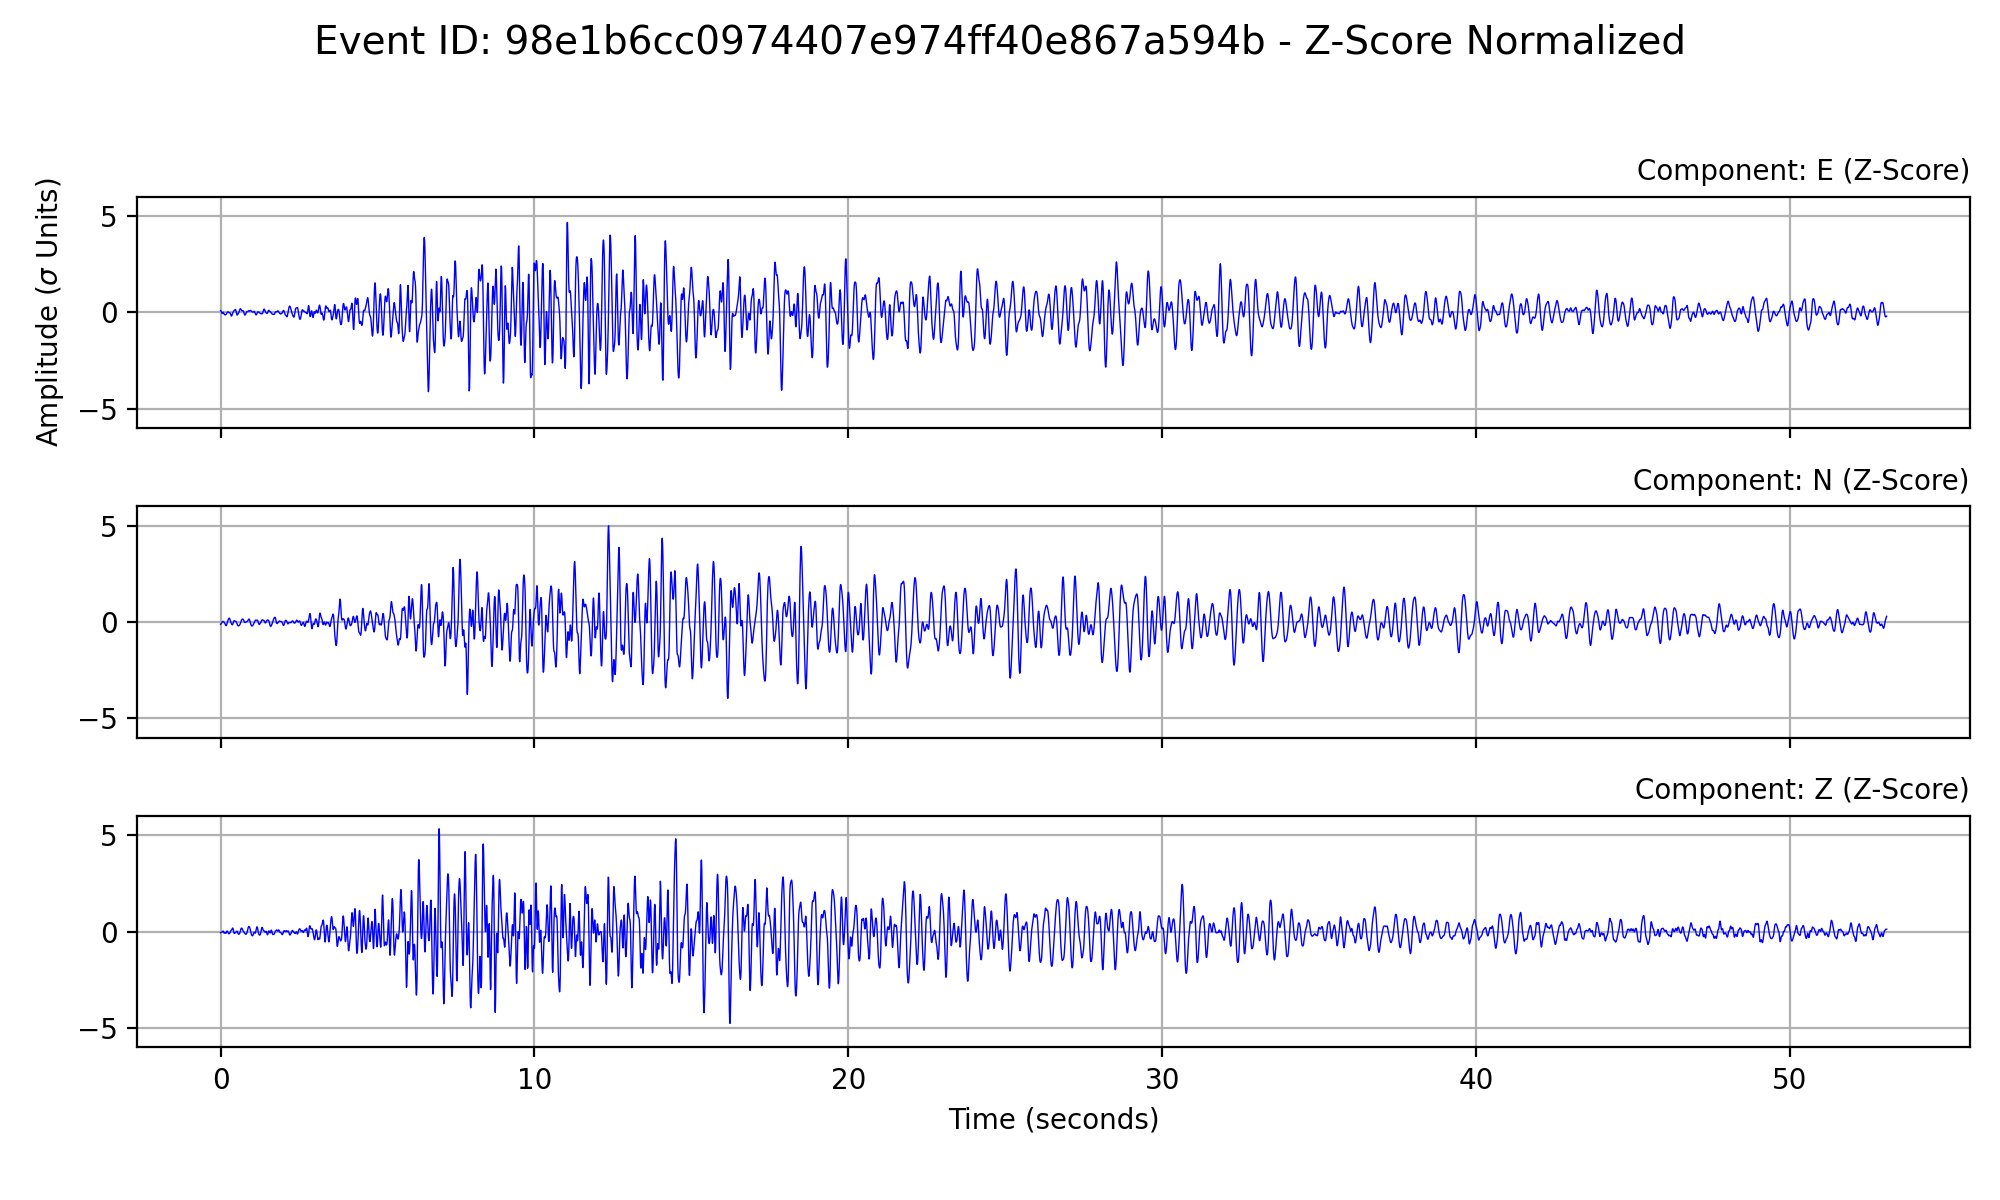 Event ID: 98e1b6cc0974407e974ff40e867a594b - Z-Score Normalized
Component: E (Z-Score)
Amplitude (σ Units)
5
0
−5
Component: N (Z-Score)
5
0
−5
Component: Z (Z-Score)
5
0
−5
0 10 20 30 40 50
Time (seconds)